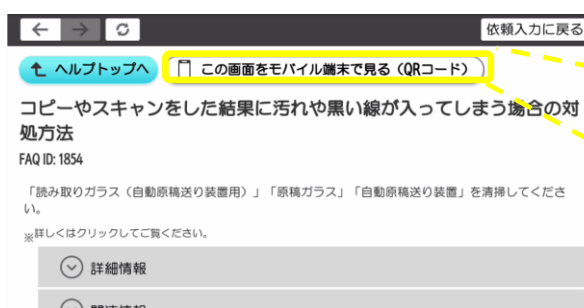 依頼入力に戻る
ヘルプトップへ
この画面をモバイル端末で見る（QRコード）
コピーやスキャンをした結果に汚れや黒い線が入ってしまう場合の対
処方法
FAQ ID: 1854
「読み取りガラス（自動原稿送り装置用）」「原稿ガラス」「自動原稿送り装置」を清掃してくださ
い。
※詳しくはクリックしてご覧ください。
詳細情報